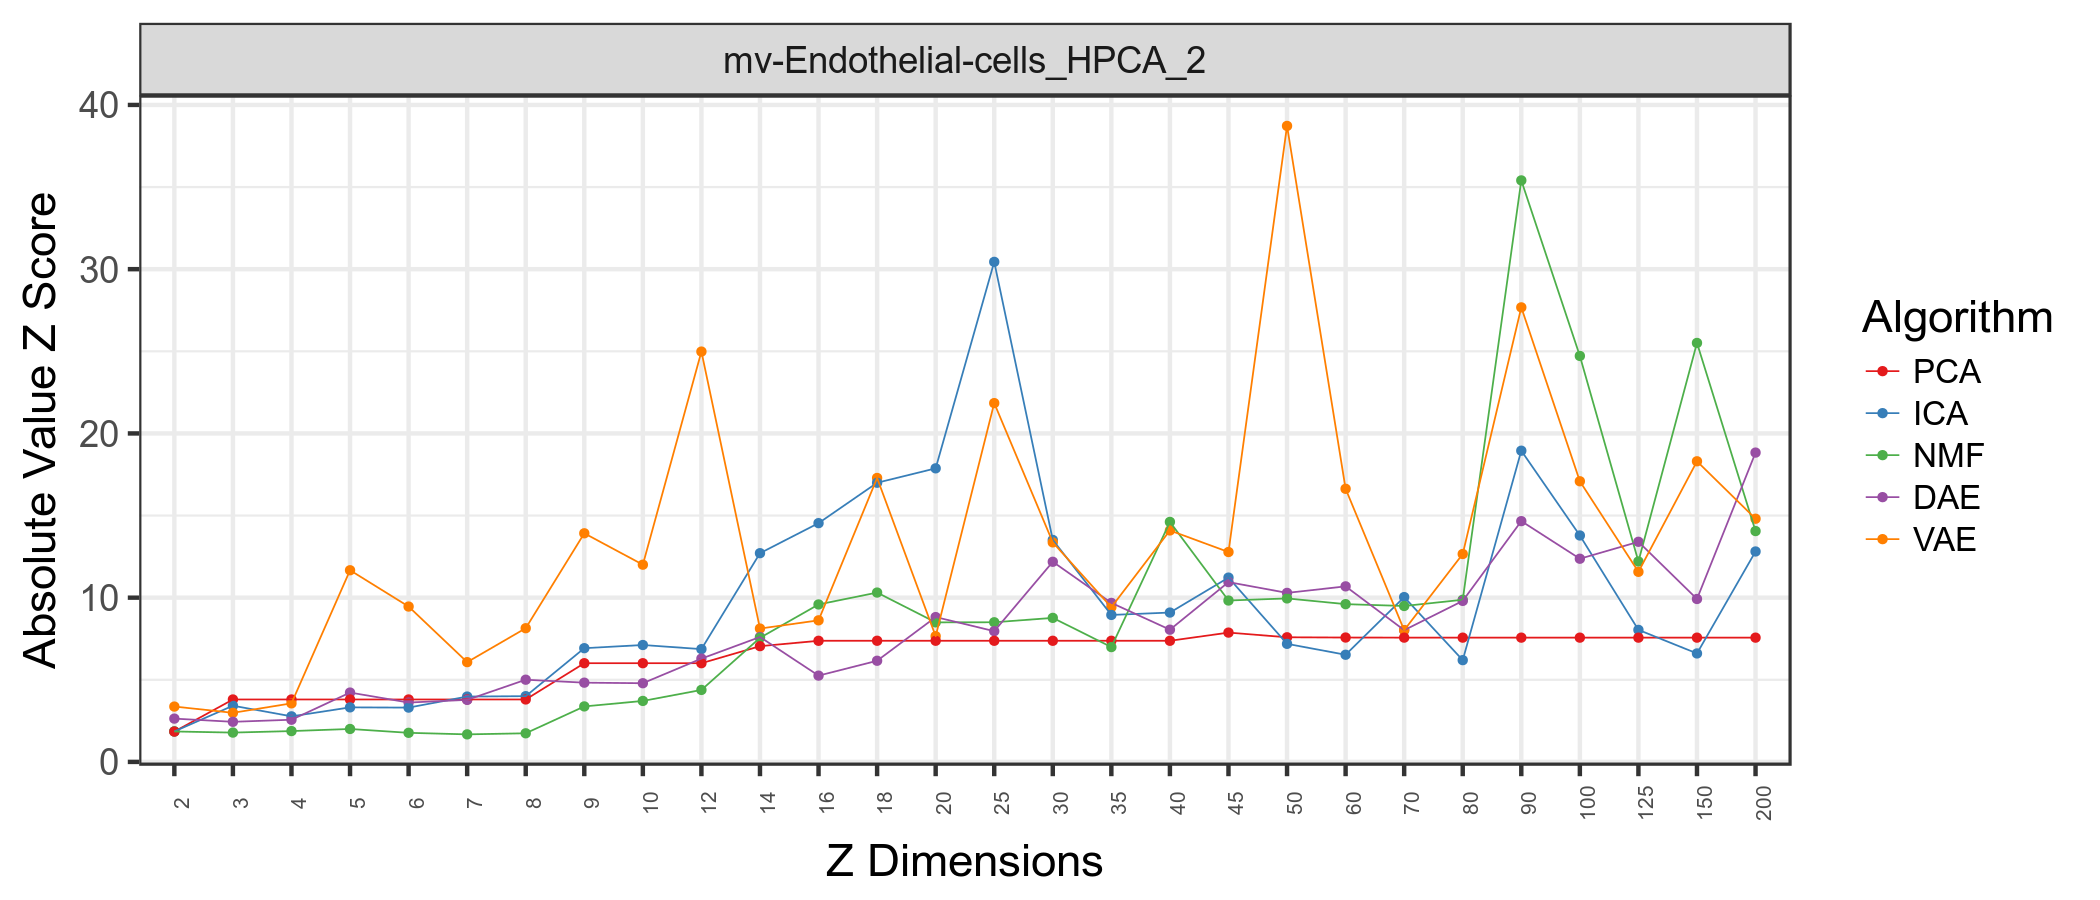 mv-Endothelial-cells_HPCA_2
Absolute Value Z Score
40
30
20
10
0
2 3 4 5 6 7 8 9 10 12 14 16 18 20 25 30 35 40 45 50 60 70 80 90 100 125 150 200
Z Dimensions
Algorithm
PCA
ICA
NMF
DAE
VAE